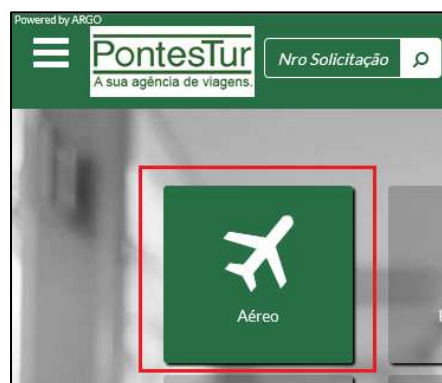 Powered by ARGO
PontesTur
A sua agência de viagens.
Nro Solicitação
Aéreo